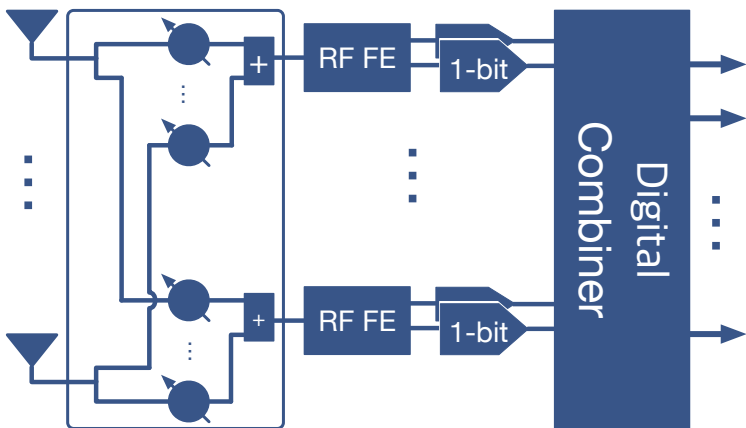 +
RF FE
1-bit
Digital
Combiner
+
RF FE
1-bit